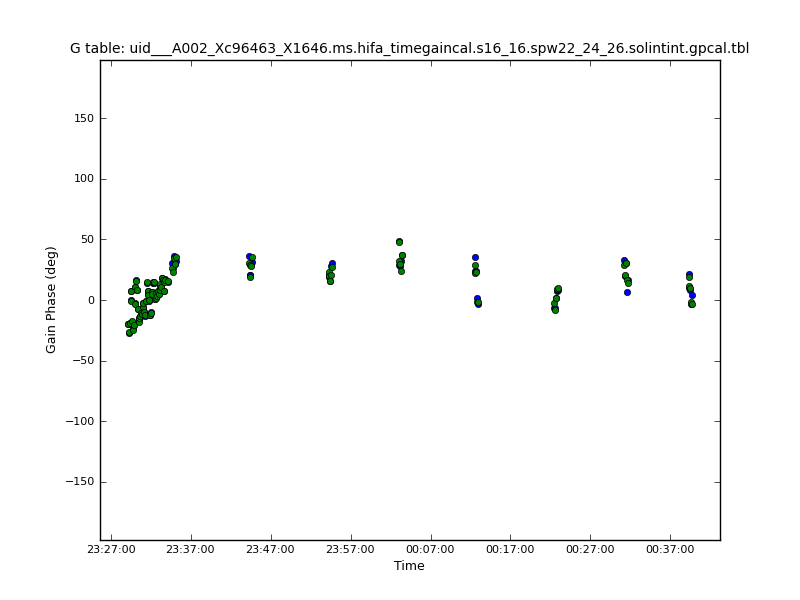 G table: uid___A002_Xc96463_X1646.ms.hifa_timegaincal.s16_16.spw22_24_26.solintint.gpcal.tbl
150
100
50
0
−50
−100
−150
Gain Phase (deg)
23:27:00 23:37:00 23:47:00 23:57:00 00:07:00 00:17:00 00:27:00 00:37:00
Time